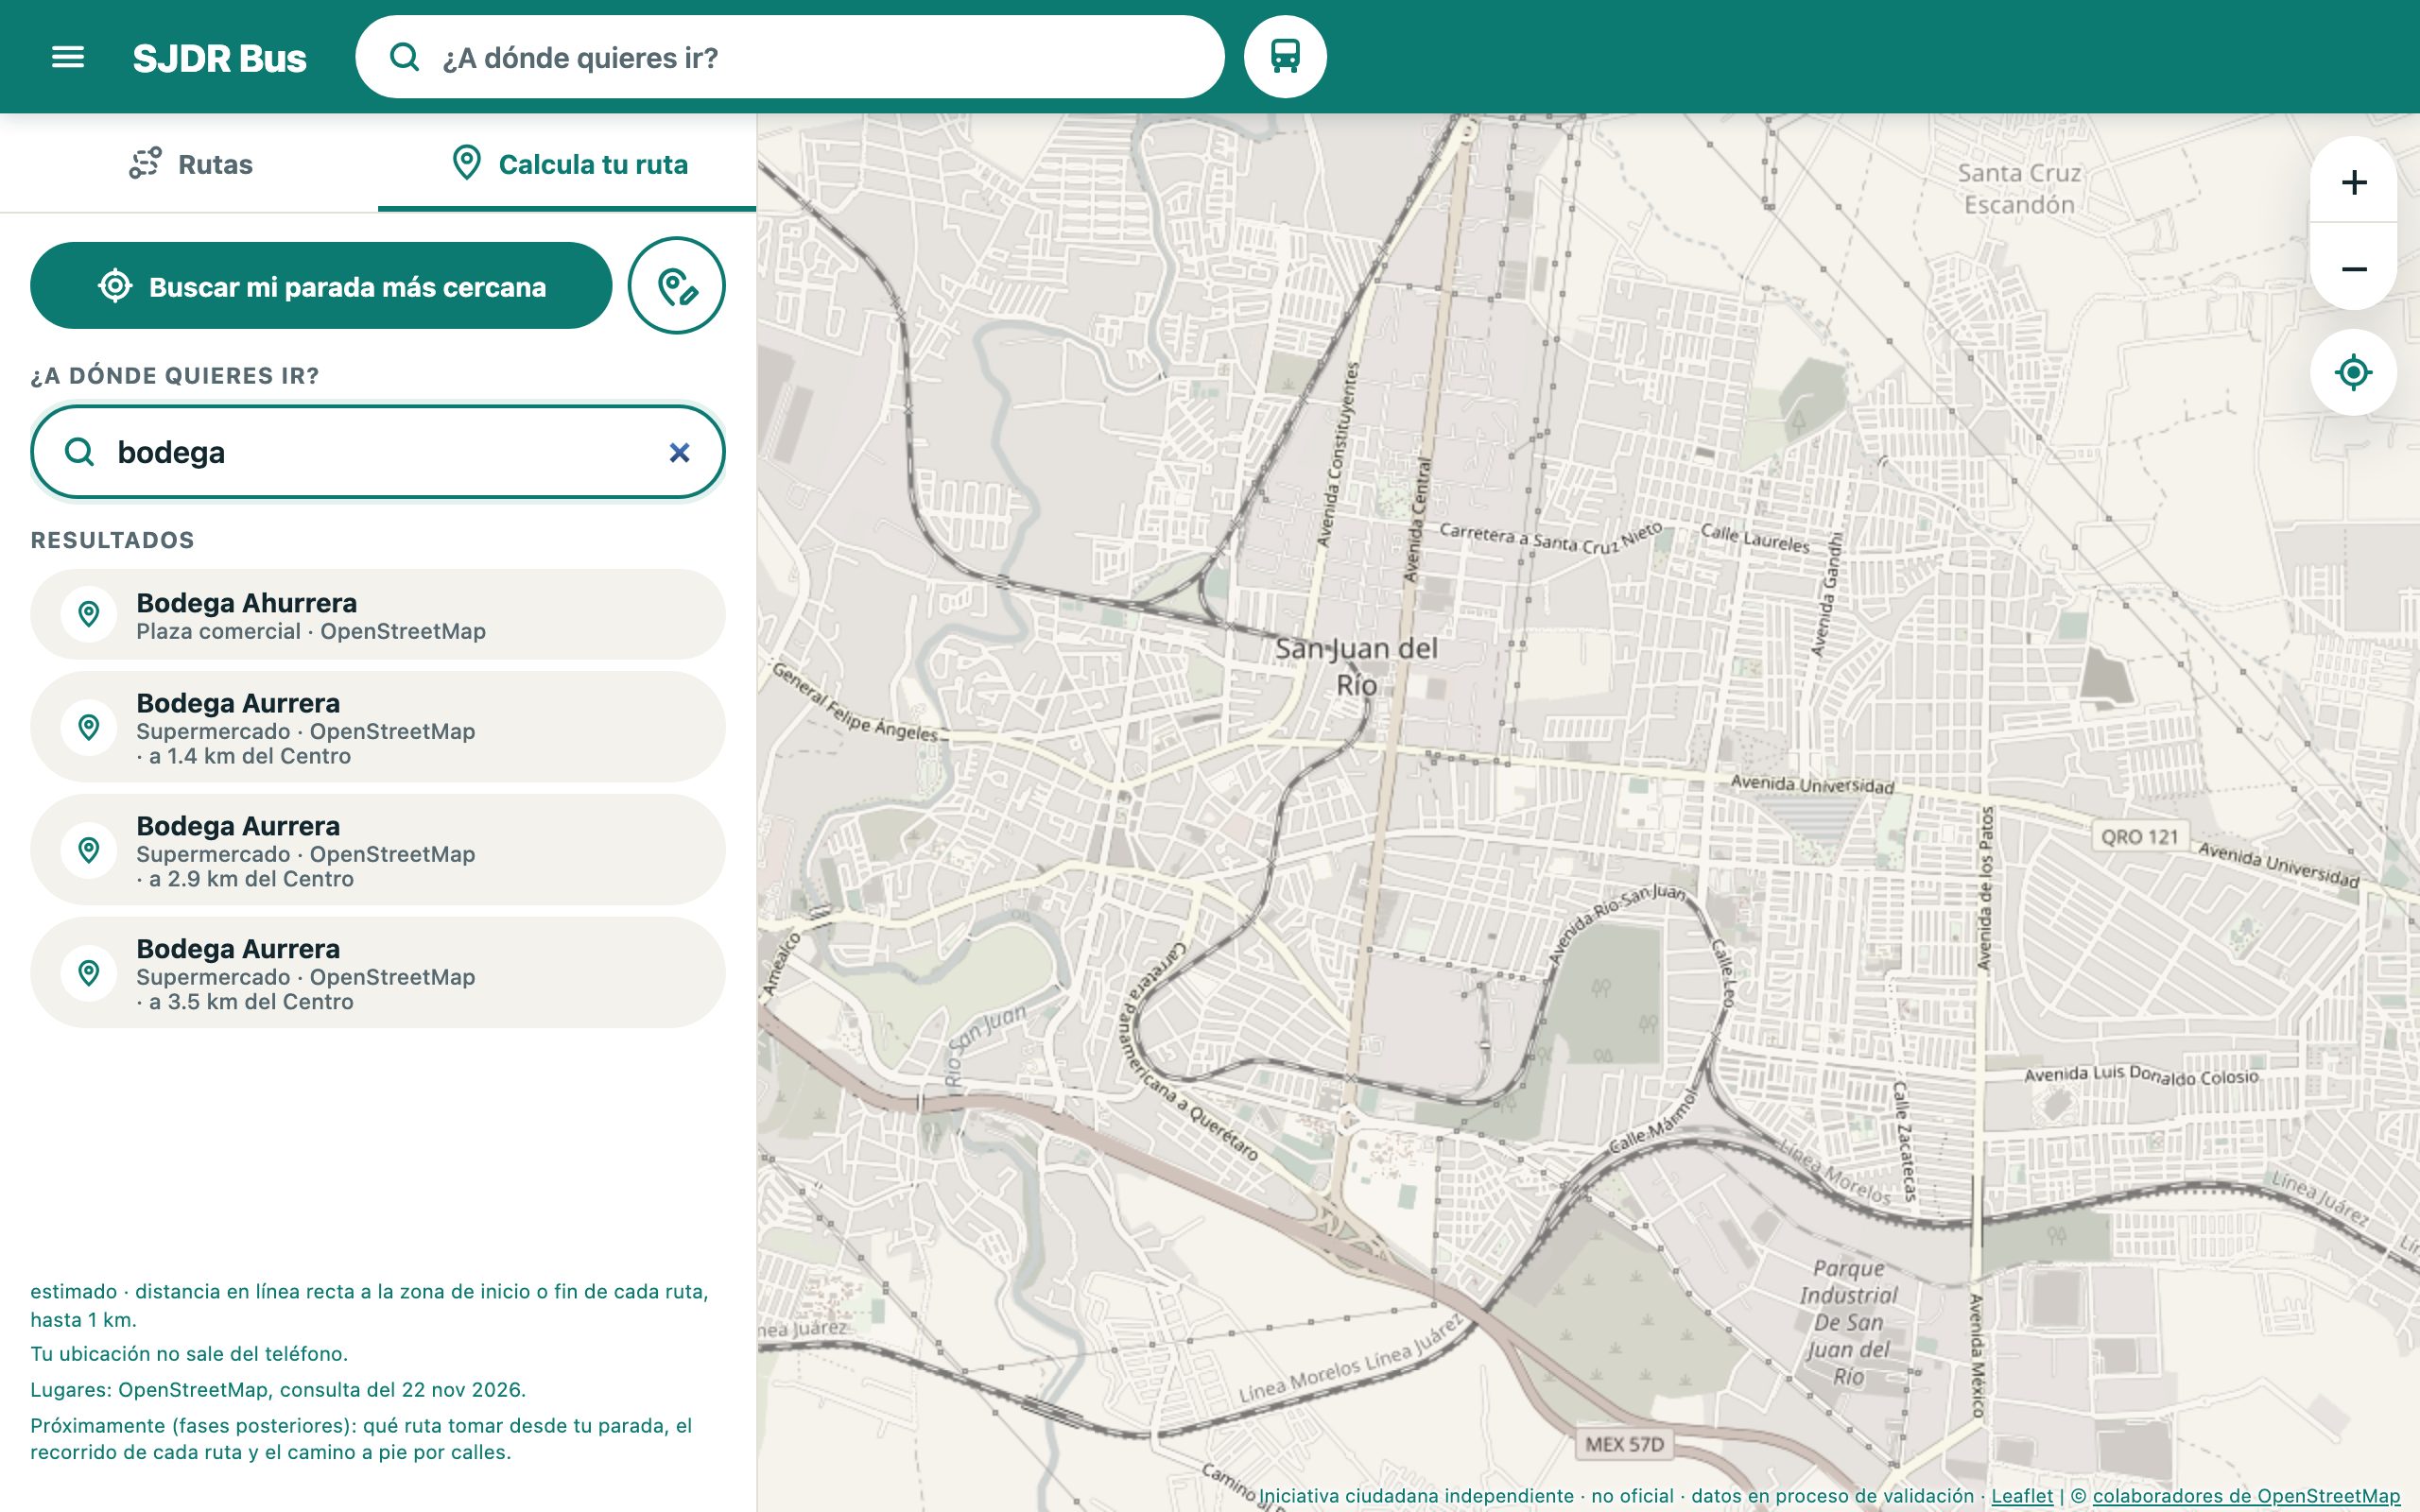 SJDR Bus
¿A dónde quieres ir?
Rutas
Calcula tu ruta
Buscar mi parada más cercana
¿A DÓNDE QUIERES IR?
bodega
RESULTADOS
Bodega Ahurrera
Plaza comercial · OpenStreetMap
Bodega Aurrera
Supermercado · OpenStreetMap
· a 1.4 km del Centro
Bodega Aurrera
Supermercado · OpenStreetMap
· a 2.9 km del Centro
Bodega Aurrera
Supermercado · OpenStreetMap
· a 3.5 km del Centro
estimado · distancia en línea recta a la zona de inicio o fin de cada ruta,
hasta 1 km.
Tu ubicación no sale del teléfono.
Lugares: OpenStreetMap, consulta del 22 nov 2026.
Próximamente (fases posteriores): qué ruta tomar desde tu parada, el
recorrido de cada ruta y el camino a pie por calles.
Santa Cruz
Escandón
+
−
Avenida Constituyentes
Avenida Central
Carretera a Santa Cruz Nieto
Calle Laureles
Avenida Gandhi
San Juan del
Río
General Felipe Ángeles
Avenida Universidad
QRO 121
Avenida Universidad
Avenida de los Patos
Avenida Río San Juan
Calle Leo
Amealco
Carretera Panamericana a Querétaro
Río San Juan
Avenida Luis Donaldo Colosio
Calle Mármol
Calle Zacatecas
Línea Morelos
Línea Juárez
Parque
Industrial
De San
Juan del
Río
Avenida México
nea Juárez
Línea Morelos Línea Juárez
MEX 57D
Camino al
Iniciativa ciudadana independiente · no oficial · datos en proceso de validación · Leaflet | © colaboradores de OpenStreetMap